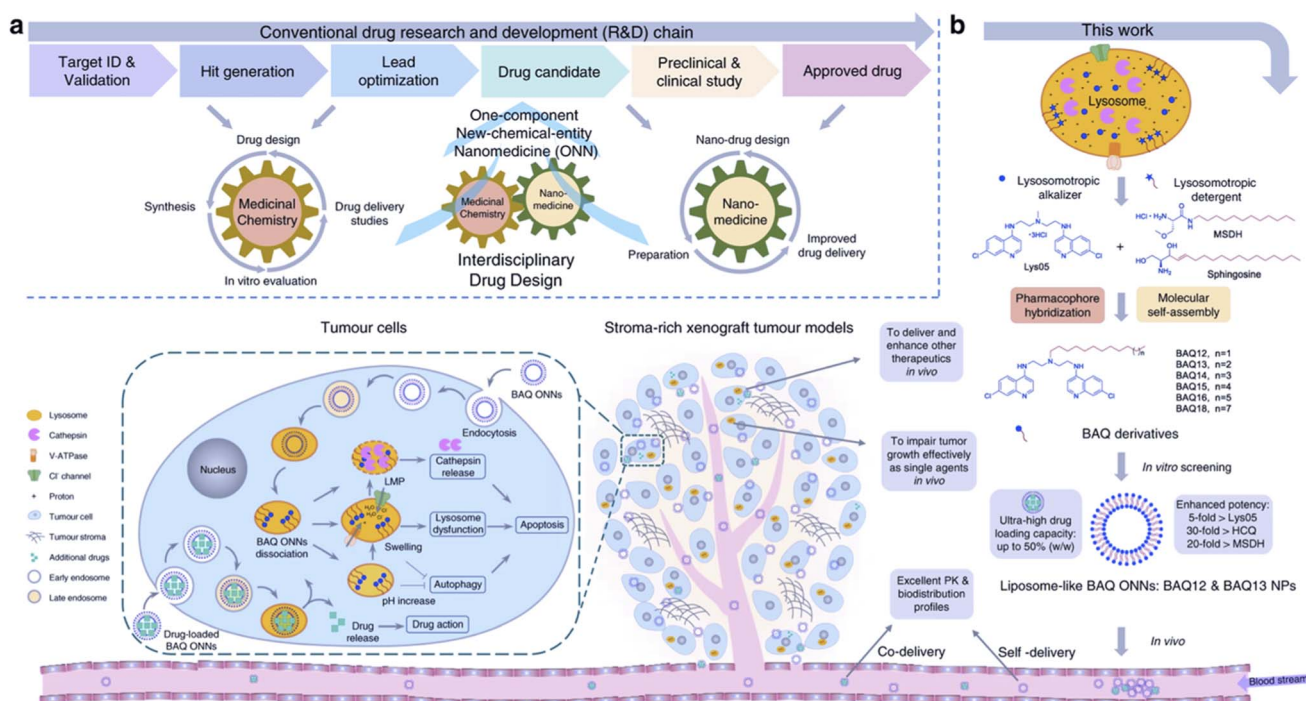 a
Conventional drug research and development (R&D) chain
Target ID &
Validation
Hit generation
Lead
optimization
Drug candidate
Preclinical &
clinical study
Approved drug
Drug design
Synthesis
Medicinal
Chemistry
Drug delivery
studies
In vitro evaluation
One-component
New-chemical-entity
Nanomedicine (ONN)
Medicinal
Chemistry
Nano-
medicine
Interdisciplinary
Drug Design
Nano-drug design
Nano-
medicine
Preparation
Improved
drug delivery
b
This work
Lysosome
Lysosomotropic
alkalizer
Lysosomotropic
detergent
Lys05
·3HCl
+
MSDH
Sphingosine
Pharmacophore
hybridization
Molecular
self-assembly
BAQ12, n=1
BAQ13, n=2
BAQ14, n=3
BAQ15, n=4
BAQ16, n=5
BAQ18, n=7
BAQ derivatives
In vitro screening
Ultra-high drug
loading capacity:
up to 50% (w/w)
Enhanced potency:
5-fold > Lys05
30-fold > HCQ
20-fold > MSDH
Liposome-like BAQ ONNs: BAQ12 & BAQ13 NPs
In vivo
Tumour cells
Stroma-rich xenograft tumour models
Lysosome
Cathepsin
V-ATPase
Cl⁻ channel
Proton
Tumour cell
Tumour stroma
Additional drugs
Early endosome
Late endosome
Nucleus
BAQ ONNs
Endocytosis
LMP
Cathepsin
release
BAQ ONNs
dissociation
Swelling
Lysosome
dysfunction
Apoptosis
pH increase
Autophagy
Drug
release
Drug action
Drug-loaded
BAQ ONNs
To deliver and
enhance other
therapeutics
in vivo
To impair tumor
growth effectively
as single agents
in vivo
Excellent PK &
biodistribution
profiles
Co-delivery
Self -delivery
Blood stream